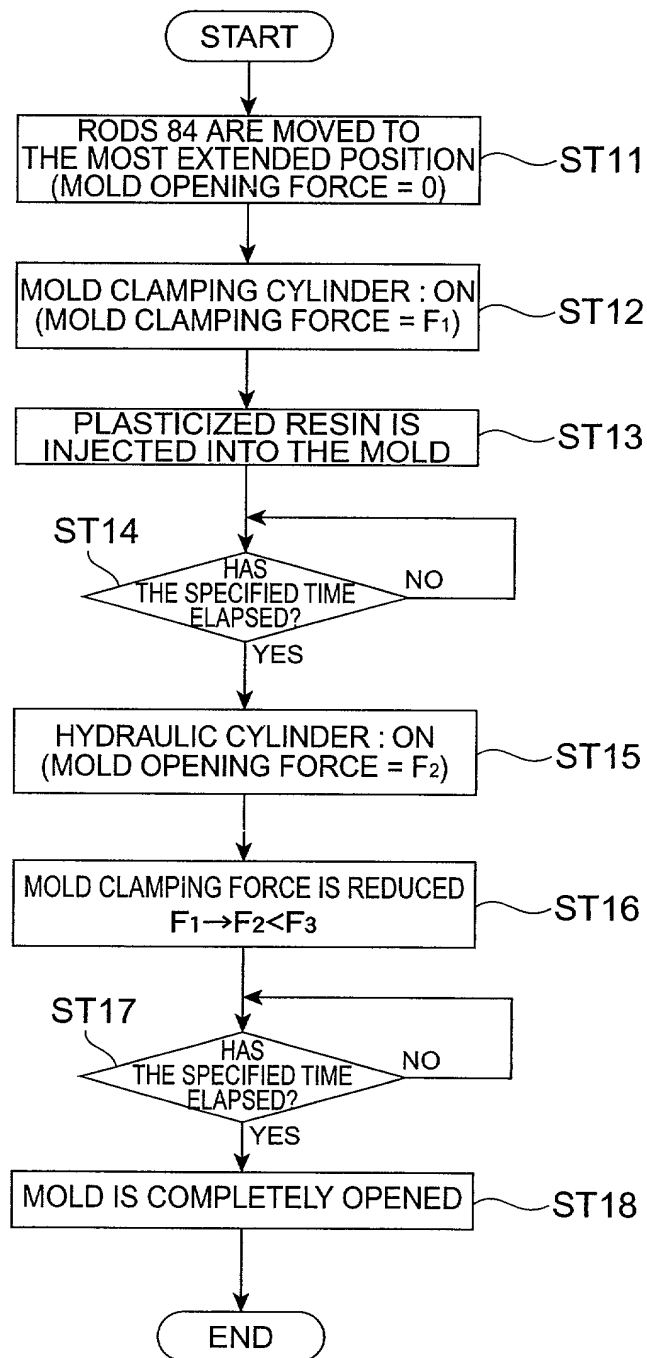 START
RODS 84 ARE MOVED TO
THE MOST EXTENDED POSITION
(MOLD OPENING FORCE = 0)
ST11
MOLD CLAMPING CYLINDER : ON
(MOLD CLAMPING FORCE = F₁)
ST12
PLASTICIZED RESIN IS
INJECTED INTO THE MOLD
ST13
ST14
HAS
THE SPECIFIED TIME
ELAPSED?
NO
YES
HYDRAULIC CYLINDER : ON
(MOLD OPENING FORCE = F₂)
ST15
MOLD CLAMPING FORCE IS REDUCED
F₁→F₂<F₃
ST16
ST17
HAS
THE SPECIFIED TIME
ELAPSED?
NO
YES
MOLD IS COMPLETELY OPENED
ST18
END